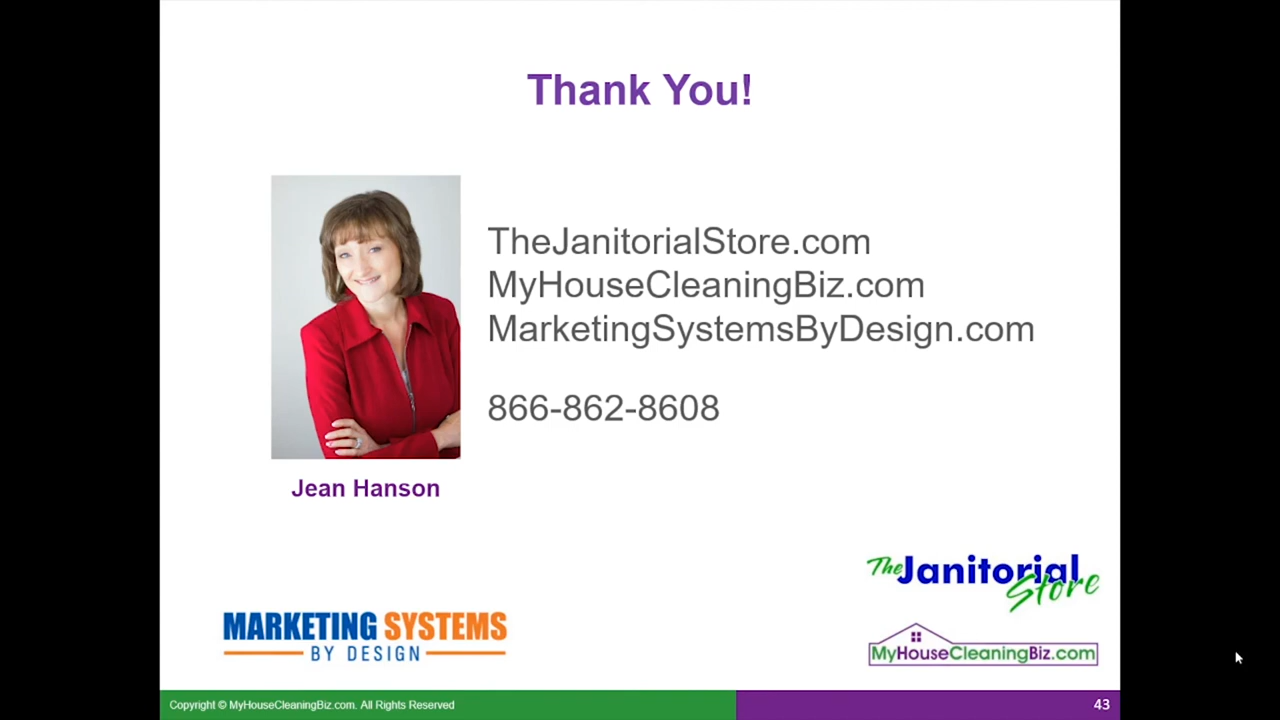 Thank You!
TheJanitorialStore.com
MyHouseCleaningBiz.com
MarketingSystemsByDesign.com
866-862-8608
Jean Hanson
The Janitorial Store
MARKETING SYSTEMS
BY DESIGN
MyHouseCleaningBiz.com
Copyright © MyHouseCleaningBiz.com. All Rights Reserved
43